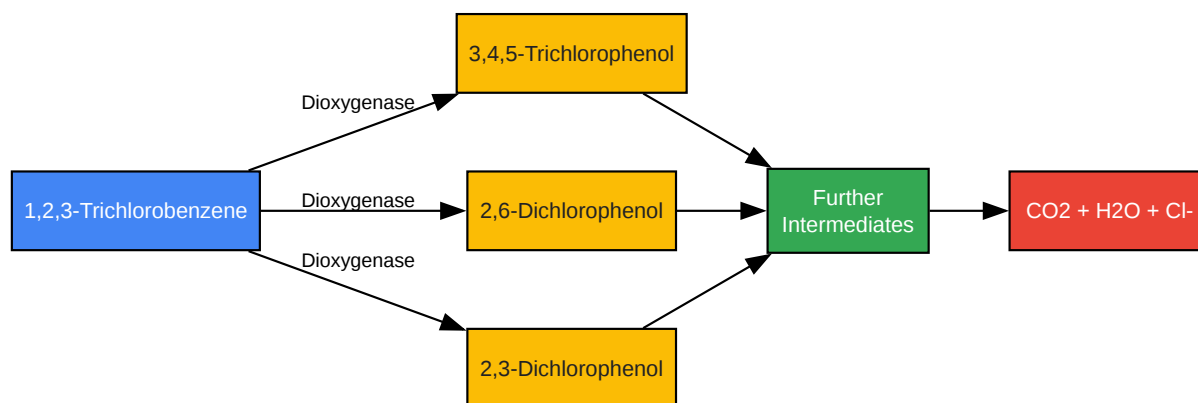 3,4,5-Trichlorophenol
Dioxygenase
1,2,3-Trichlorobenzene
Dioxygenase
2,6-Dichlorophenol
Further
Intermediates
CO2 + H2O + Cl-
Dioxygenase
2,3-Dichlorophenol